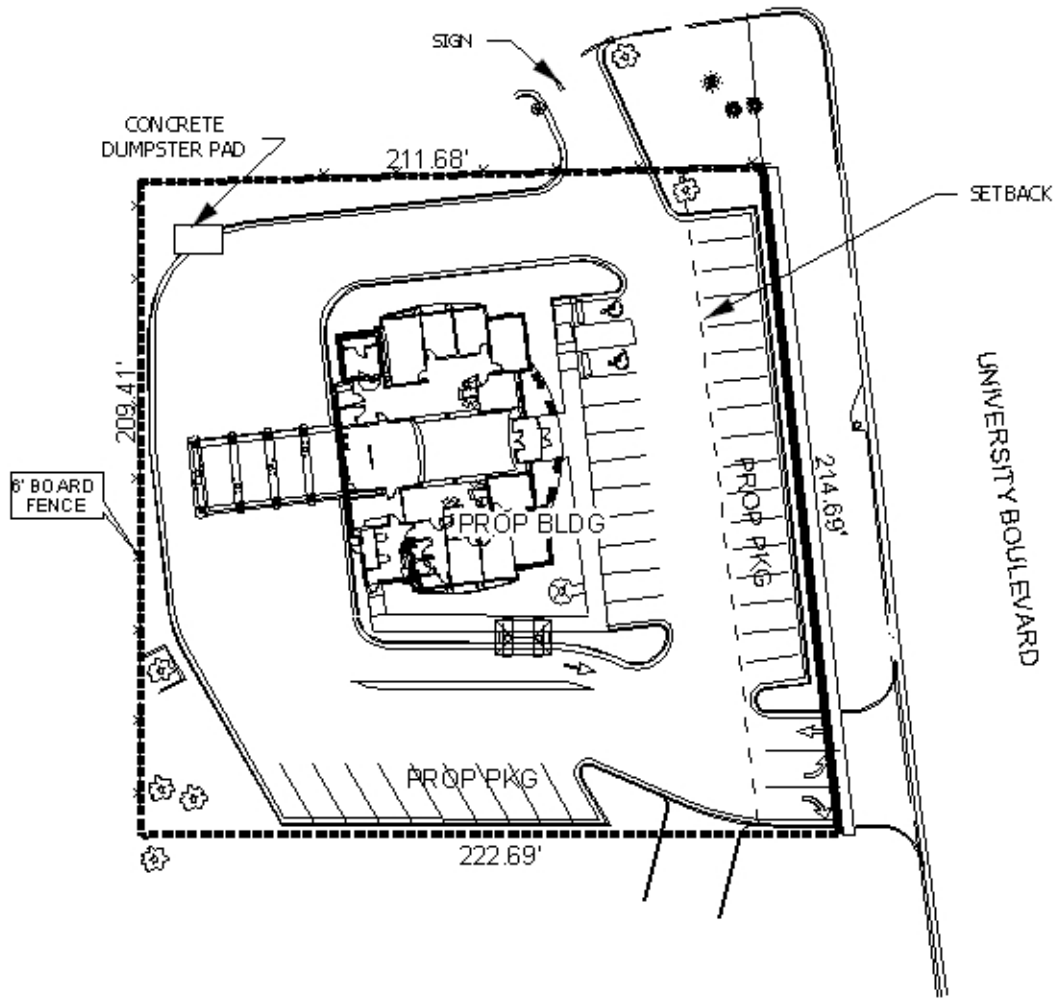 SIGN
CONCRETE
DUMPSTER PAD
211.68'
SETBACK
209.41'
UNIVERSITY BOULEVARD
6' BOARD
FENCE
PROP BLDG
PROP PKG
214.69'
PROP PKG
222.69'